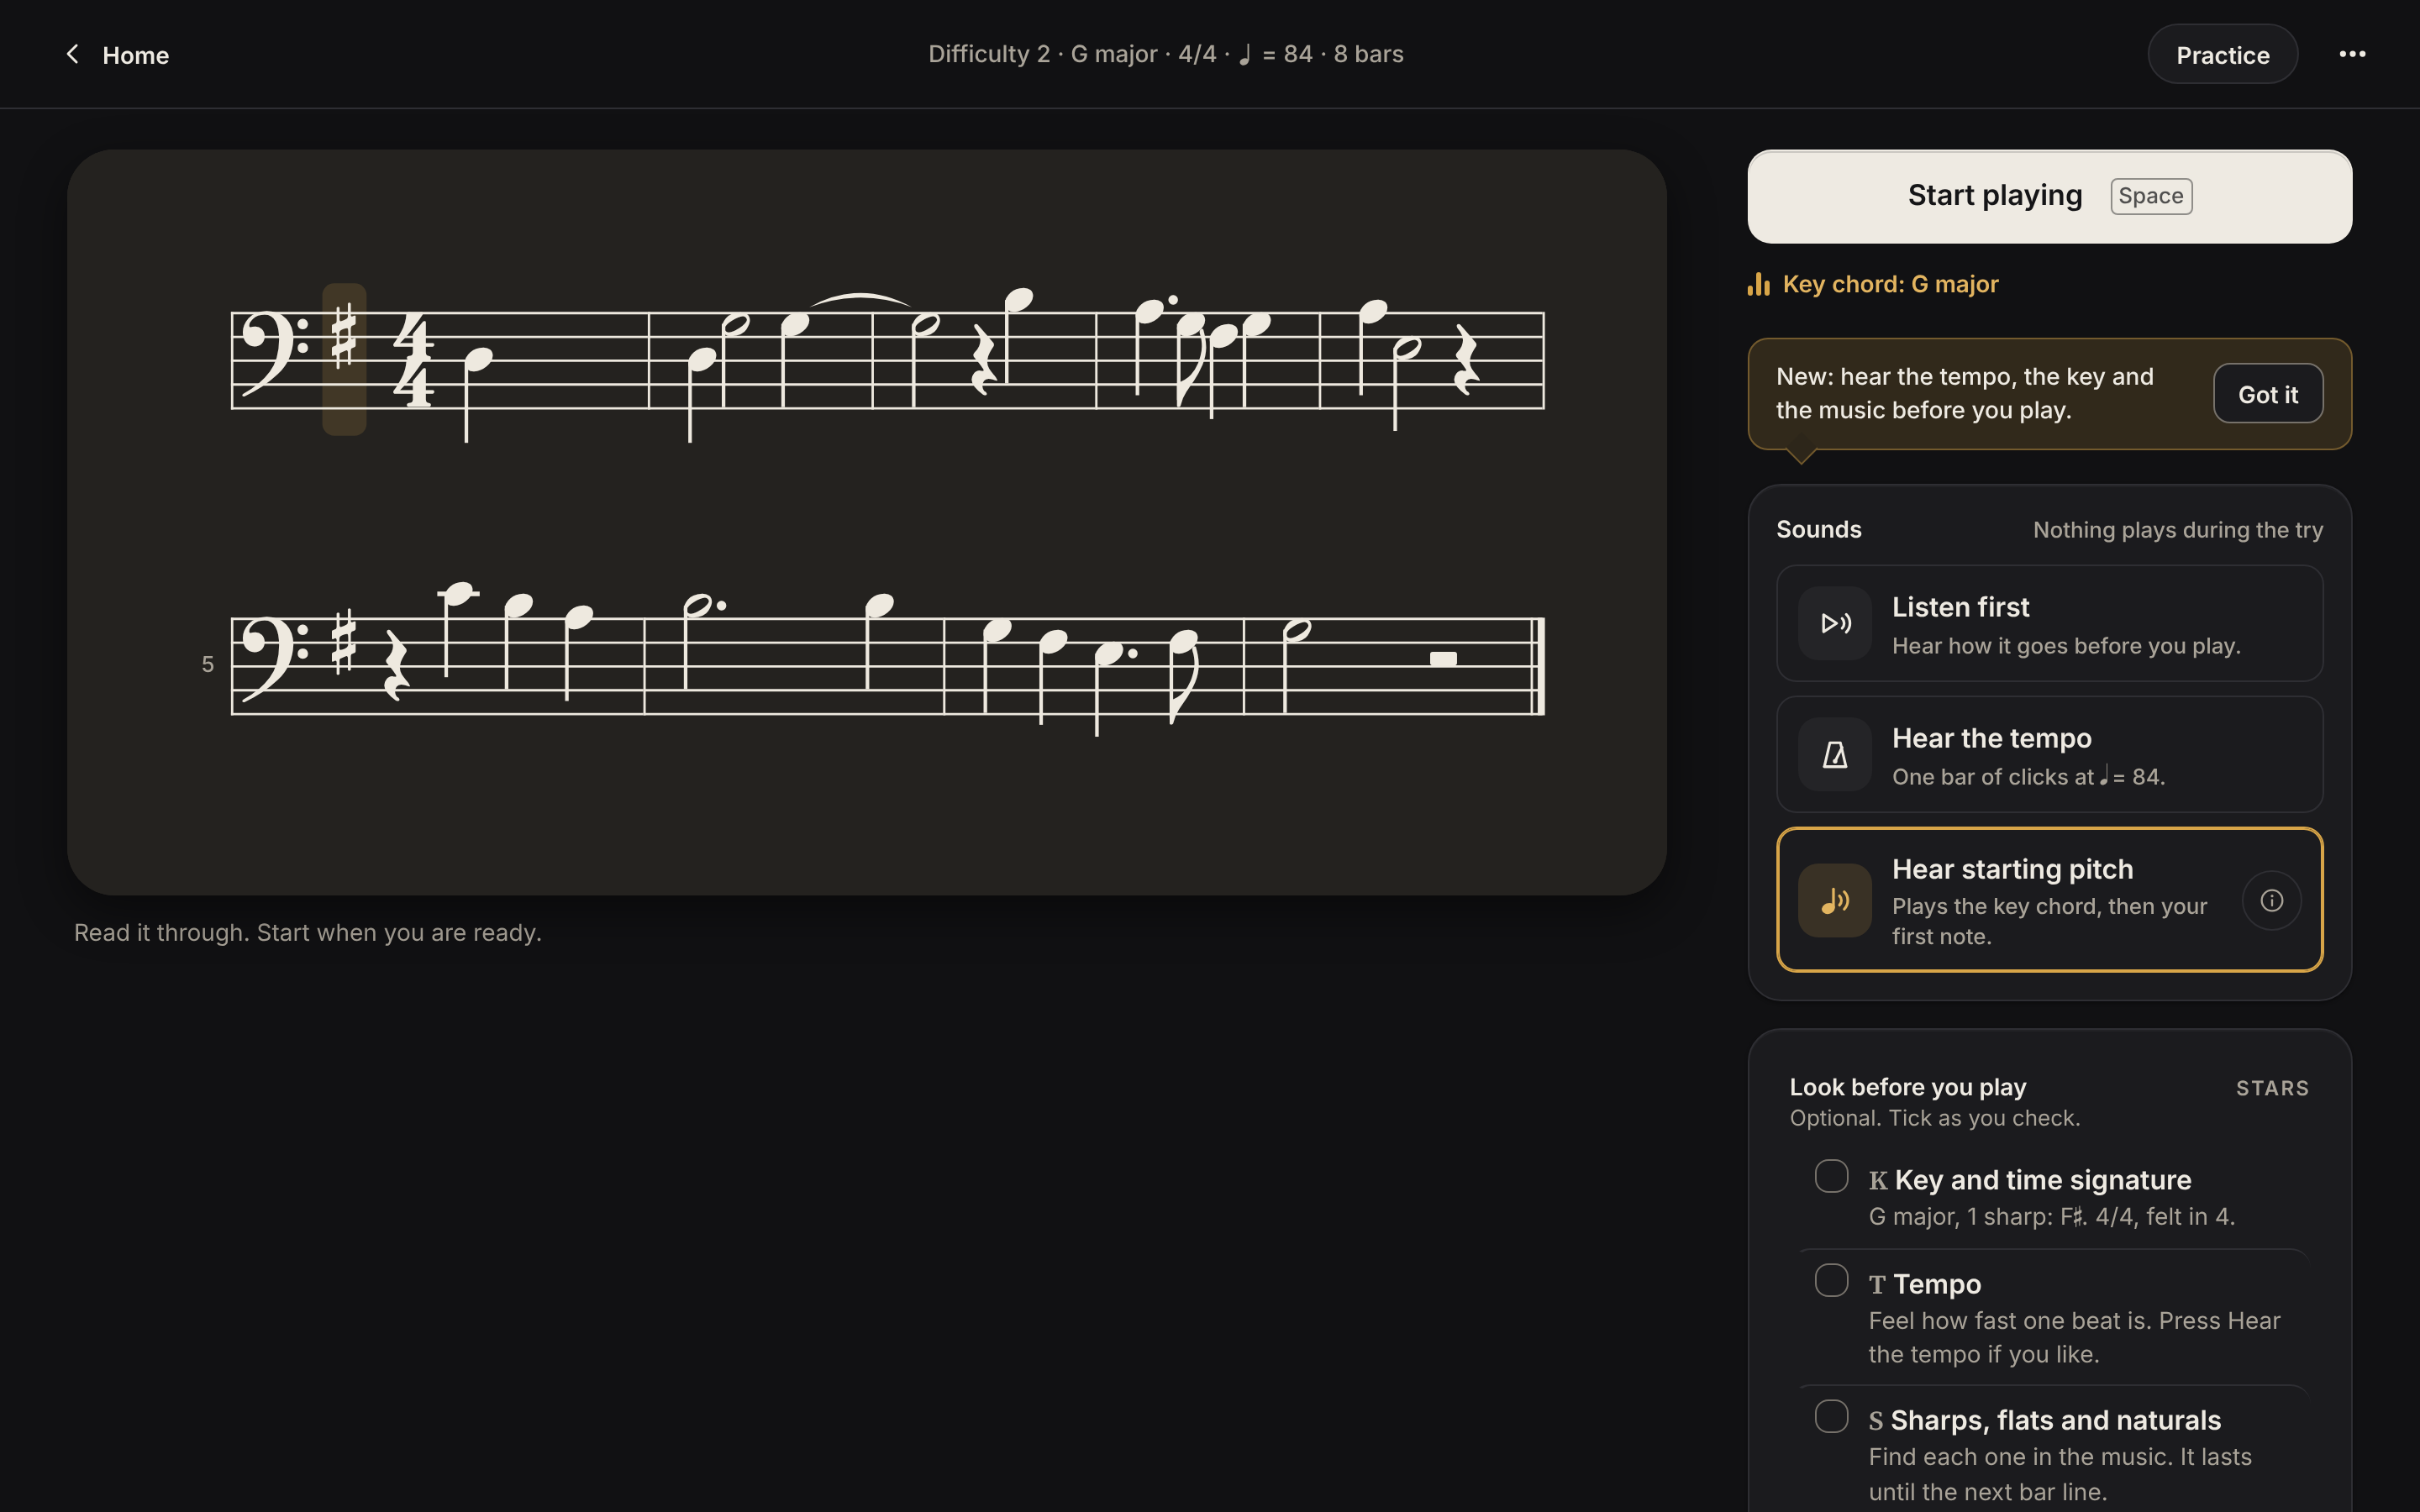 Home
Difficulty 2 · G major · 4/4 · ♩ = 84 · 8 bars
Practice
Start playing Space
Key chord: G major
New: hear the tempo, the key and
the music before you play.
Got it
Sounds
Nothing plays during the try
Listen first
Hear how it goes before you play.
Hear the tempo
One bar of clicks at ♩ = 84.
Hear starting pitch
Plays the key chord, then your
first note.
4
4
5
Read it through. Start when you are ready.
Look before you play
STARS
Optional. Tick as you check.
K Key and time signature
G major, 1 sharp: F♯. 4/4, felt in 4.
T Tempo
Feel how fast one beat is. Press Hear
the tempo if you like.
S Sharps, flats and naturals
Find each one in the music. It lasts
until the next bar line.